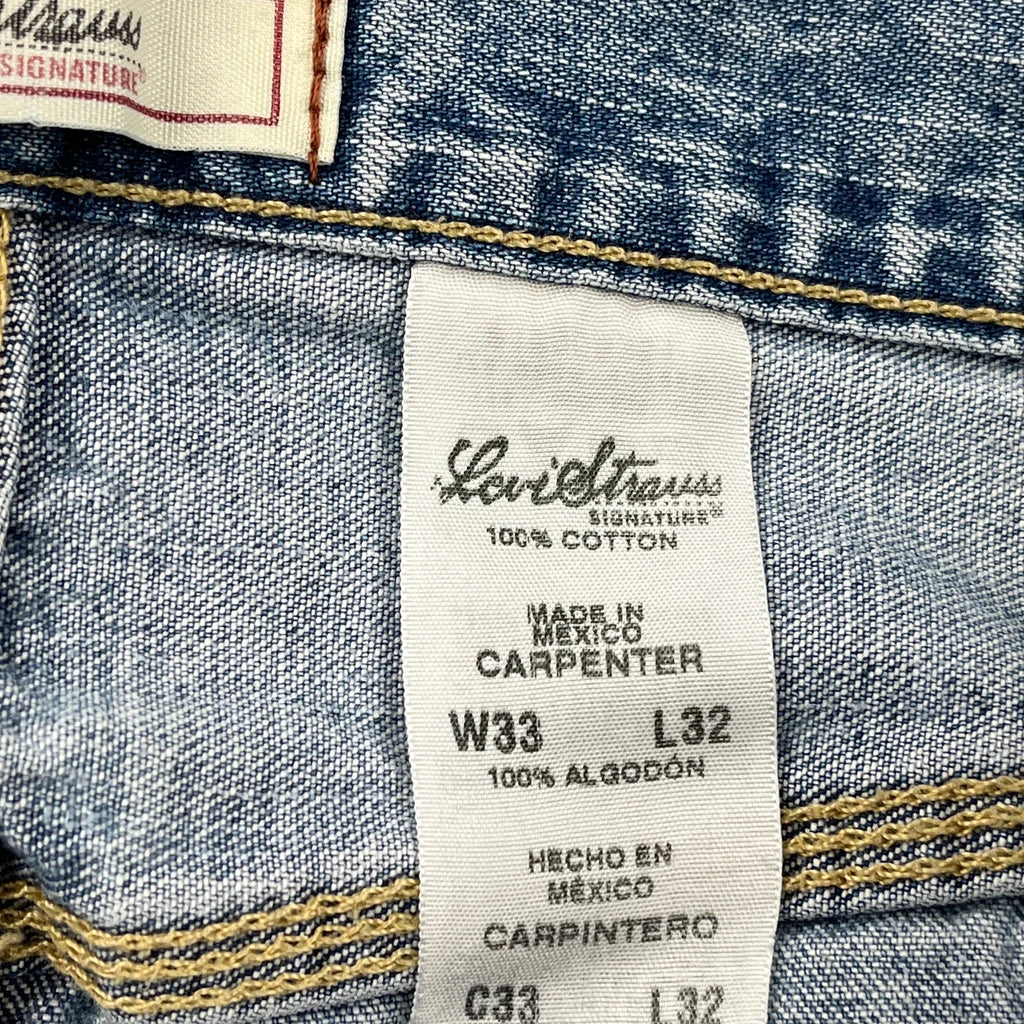 Strauss
SIGNATURE®
Levi Strauss
SIGNATURE®
100% COTTON
MADE IN
MEXICO
CARPENTER
W33 L32
100% ALGODÓN
HECHO EN
MÉXICO
CARPINTERO
C33 L32